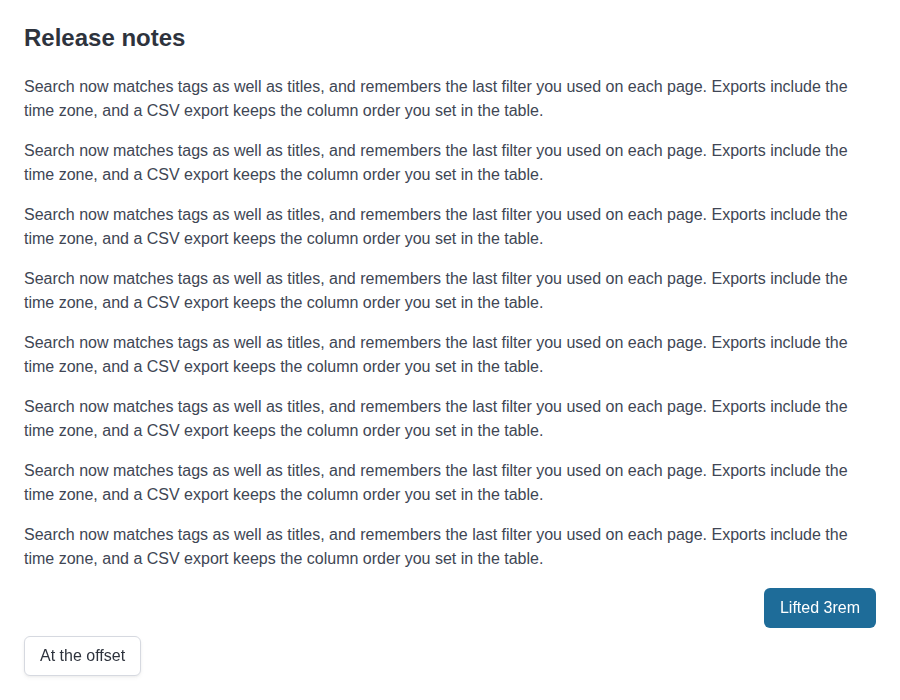 Release notes
Search now matches tags as well as titles, and remembers the last filter you used on each page. Exports include the
time zone, and a CSV export keeps the column order you set in the table.
Search now matches tags as well as titles, and remembers the last filter you used on each page. Exports include the
time zone, and a CSV export keeps the column order you set in the table.
Search now matches tags as well as titles, and remembers the last filter you used on each page. Exports include the
time zone, and a CSV export keeps the column order you set in the table.
Search now matches tags as well as titles, and remembers the last filter you used on each page. Exports include the
time zone, and a CSV export keeps the column order you set in the table.
Search now matches tags as well as titles, and remembers the last filter you used on each page. Exports include the
time zone, and a CSV export keeps the column order you set in the table.
Search now matches tags as well as titles, and remembers the last filter you used on each page. Exports include the
time zone, and a CSV export keeps the column order you set in the table.
Search now matches tags as well as titles, and remembers the last filter you used on each page. Exports include the
time zone, and a CSV export keeps the column order you set in the table.
Search now matches tags as well as titles, and remembers the last filter you used on each page. Exports include the
time zone, and a CSV export keeps the column order you set in the table.
Lifted 3rem
At the offset